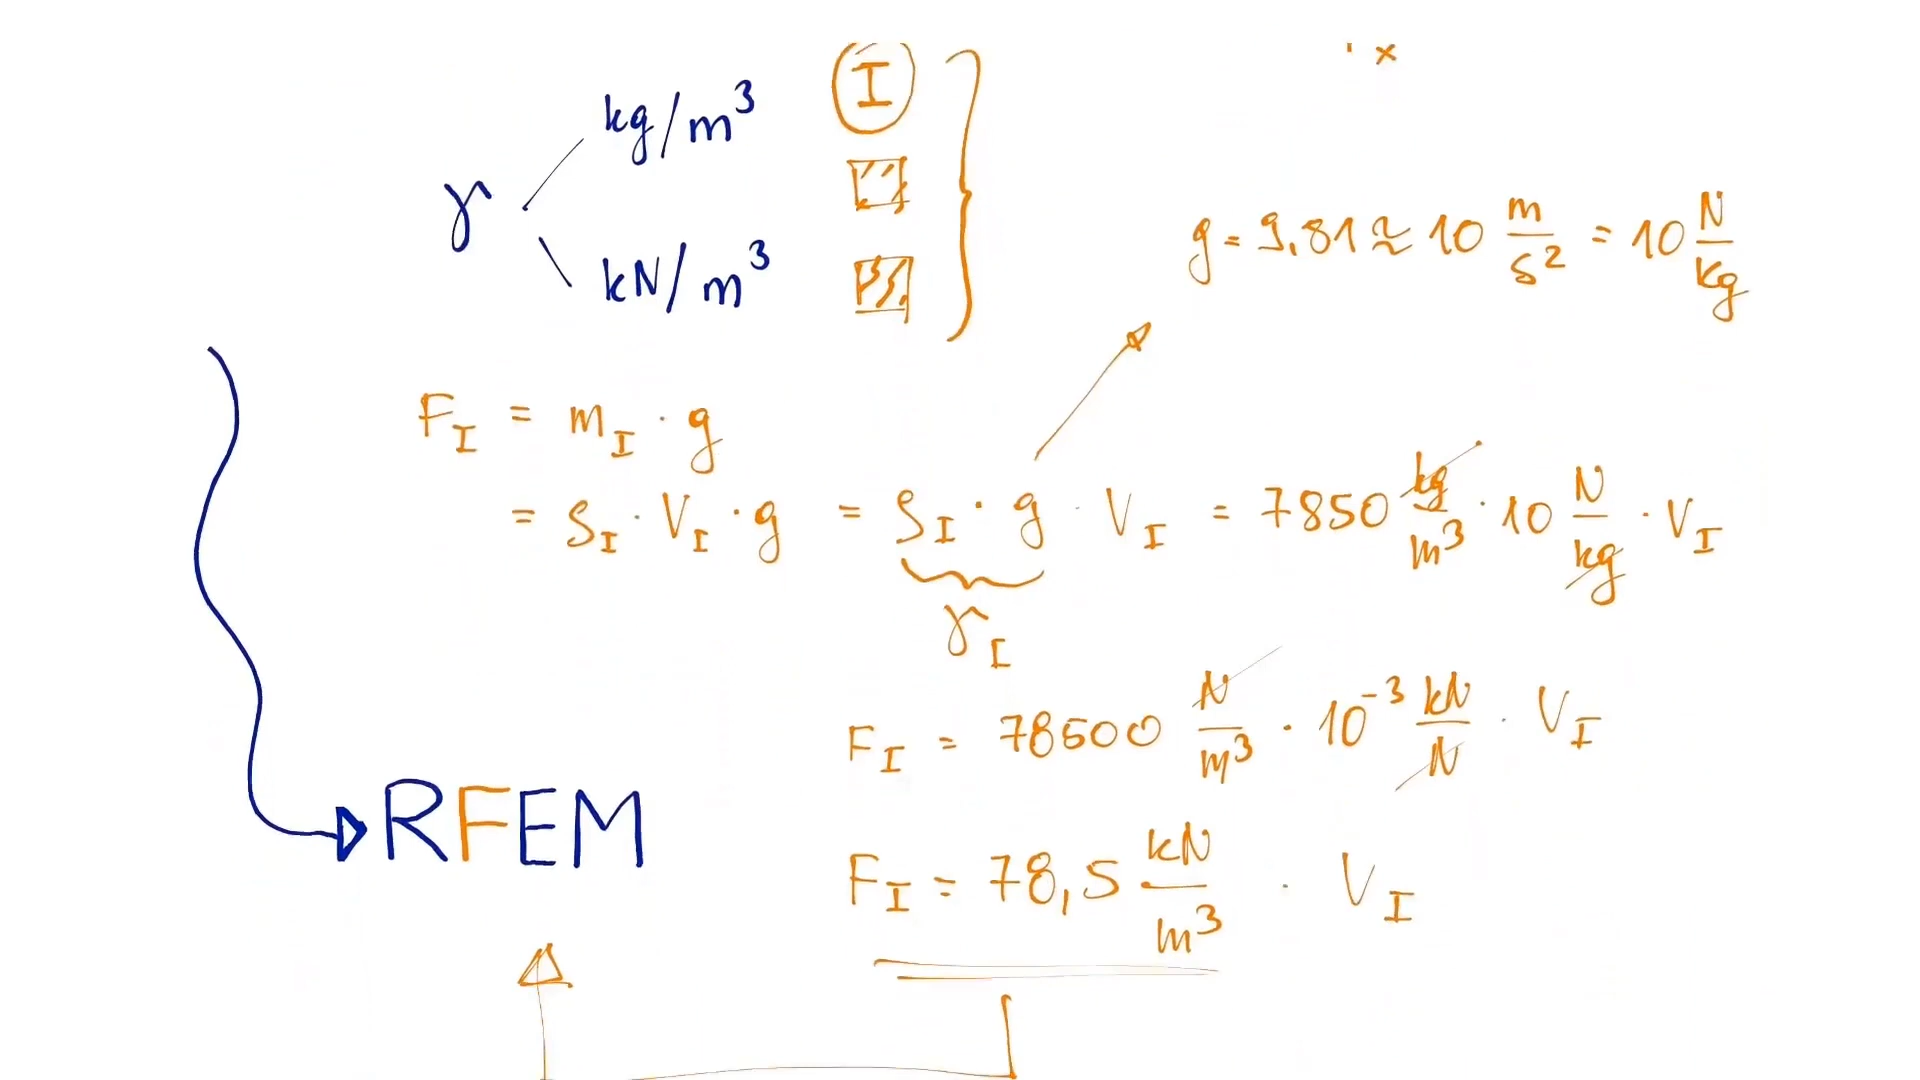 kg/m³ I
γ
kN/m³
g = 9.81 ≈ 10 m/s² = 10 N/kg
F_I = m_I · g
= ρ_I · V_I · g = ρ_I · g · V_I = 7850 kg/m³ · 10 N/kg · V_I
γ_I
F_I = 78500 N/m³ · 10⁻³ kN/N · V_I
RFEM
F_I = 78,5 kN/m³ · V_I